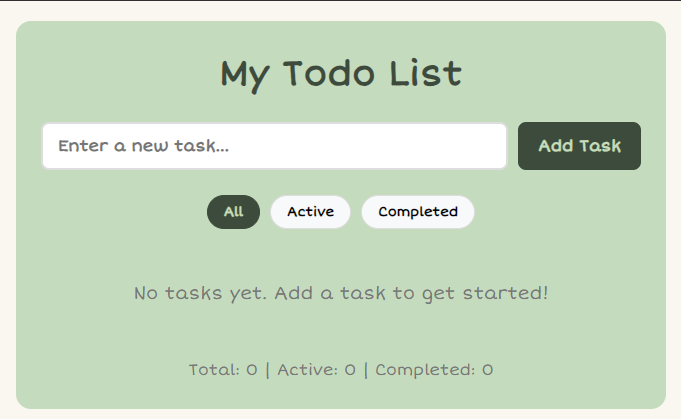 My Todo List
Enter a new task...
Add Task
All
Active
Completed
No tasks yet. Add a task to get started!
Total: 0 | Active: 0 | Completed: 0